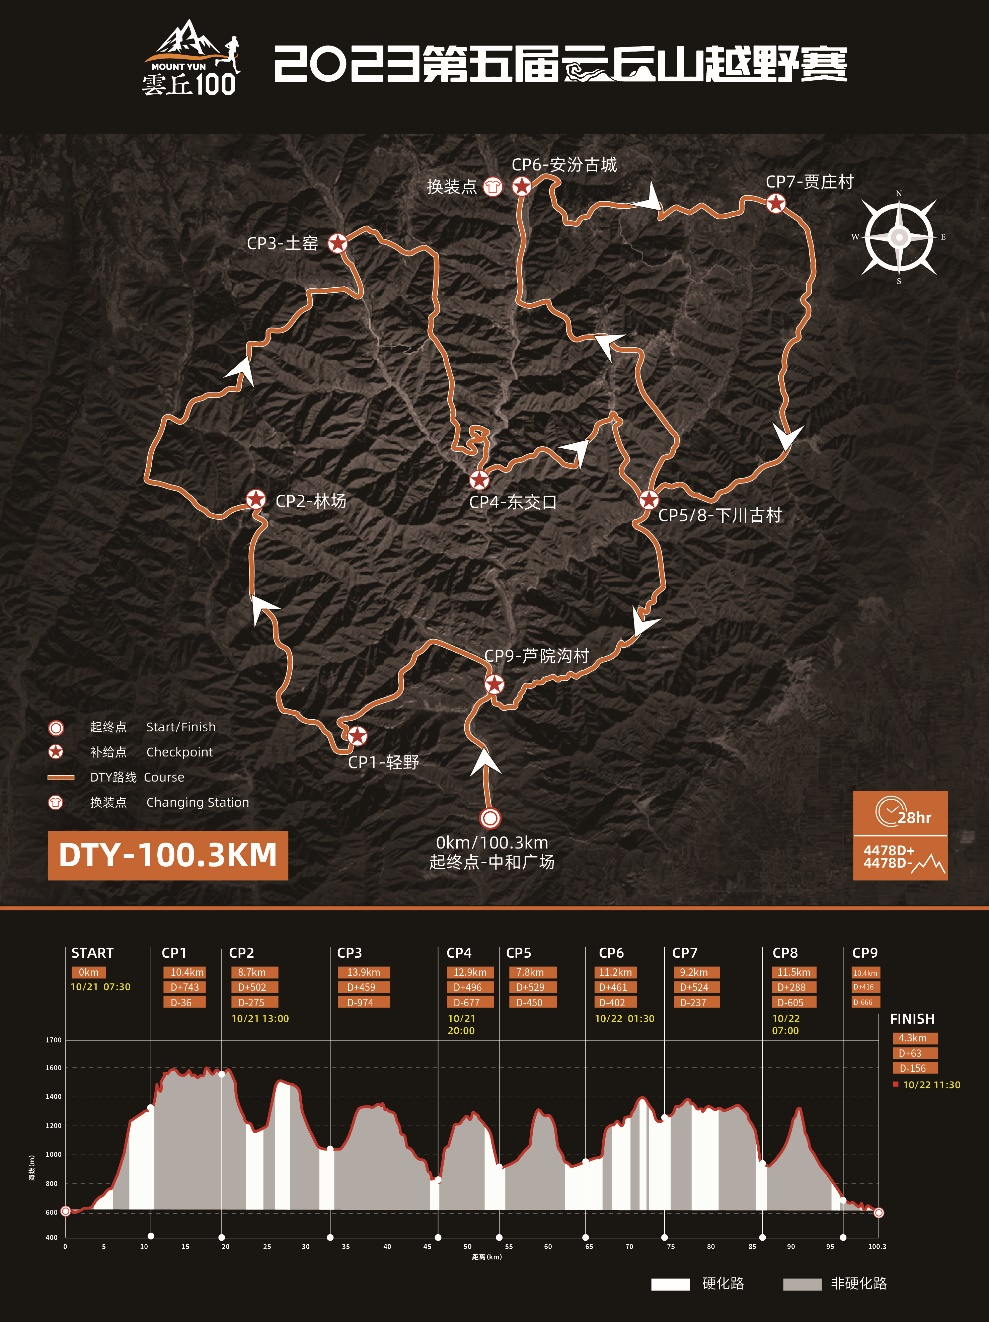 MOUNT YUN
雲丘100
2023第五届云丘山越野赛
CP6-安汾古城
换装点
CP7-贾庄村
CP3-土窑
N
W
E
S
CP2-林场
CP4-东交口
CP5/8-下川古村
CP9-芦院沟村
CP1-轻野
0km/100.3km
起终点-中和广场
起终点 Start/Finish
补给点 Checkpoint
DTY路线 Course
换装点 Changing Station
DTY-100.3KM
28hr
4478D+
4478D-
START
0km
10/21 07:30
CP1
10.4km
D+743
D-36
CP2
8.7km
D+502
D-275
10/21 13:00
CP3
13.9km
D+459
D-974
CP4
12.9km
D+496
D-677
10/21
20:00
CP5
7.8km
D+529
D-450
CP6
11.2km
D+461
D-402
10/22 01:30
CP7
9.2km
D+524
D-237
CP8
11.5km
D+288
D-605
10/22
07:00
CP9
10.4km
D+416
D-666
FINISH
4.3km
D+63
D-156
10/22 11:30
1700
1600
1400
1200
1000
800
600
400
海拔(m)
0 5 10 15 20 25 30 35 40 45 50 55 60 65 70 75 80 85 90 95 100.3
距离(km)
硬化路
非硬化路